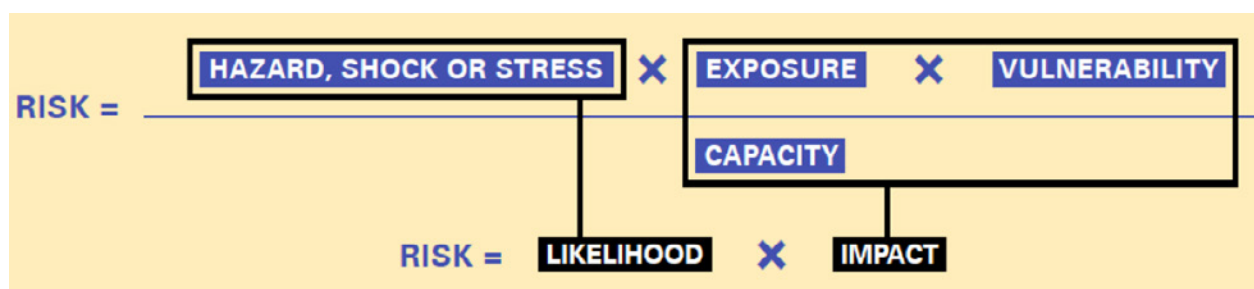 HAZARD, SHOCK OR STRESS × EXPOSURE × VULNERABILITY
RISK =
CAPACITY
RISK = LIKELIHOOD × IMPACT